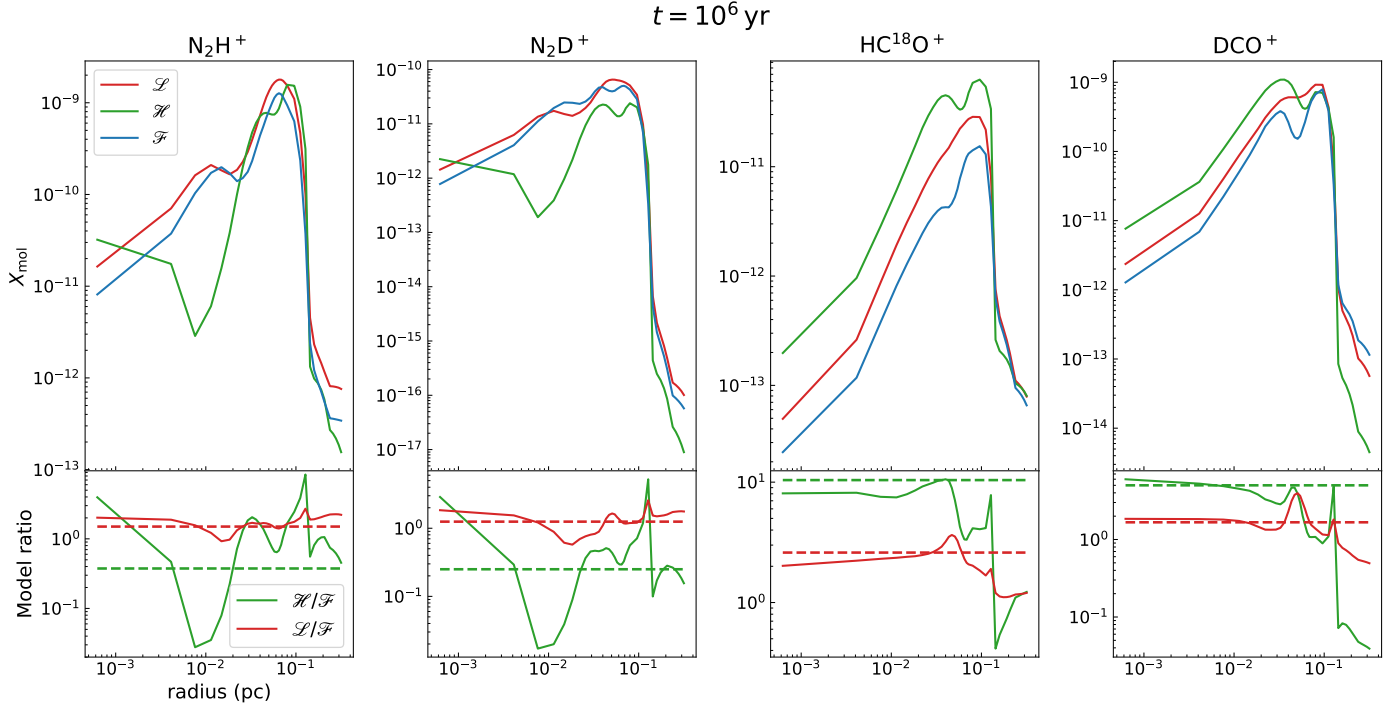 t = 10⁶ yr
N₂H⁺
N₂D⁺
HC¹⁸O⁺
DCO⁺
ℒ
ℋ
ℱ
X_mol
10⁻⁹
10⁻¹⁰
10⁻¹¹
10⁻¹²
10⁻¹³
10⁻¹⁰
10⁻¹¹
10⁻¹²
10⁻¹³
10⁻¹⁴
10⁻¹⁵
10⁻¹⁶
10⁻¹⁷
10⁻¹¹
10⁻¹²
10⁻¹³
10⁻⁹
10⁻¹⁰
10⁻¹¹
10⁻¹²
10⁻¹³
10⁻¹⁴
Model ratio
10⁰
10⁻¹
ℋ/ℱ
ℒ/ℱ
10⁰
10⁻¹
10¹
10⁰
10⁰
10⁻¹
10⁻³ 10⁻² 10⁻¹
10⁻³ 10⁻² 10⁻¹
10⁻³ 10⁻² 10⁻¹
10⁻³ 10⁻² 10⁻¹
radius (pc)